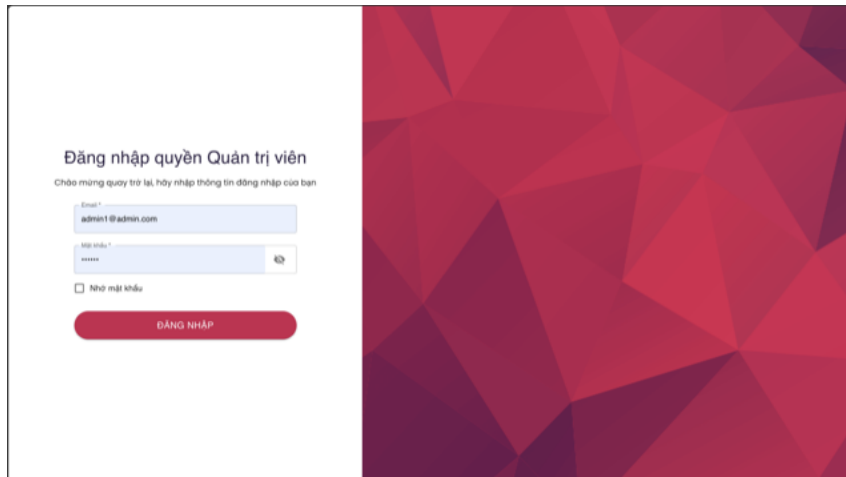 Đăng nhập quyền Quản trị viên
Chào mừng quay trở lại, hãy nhập thông tin đăng nhập của bạn
Email *
admin1@admin.com
Mật khẩu *
••••••
Nhớ mật khẩu
ĐĂNG NHẬP